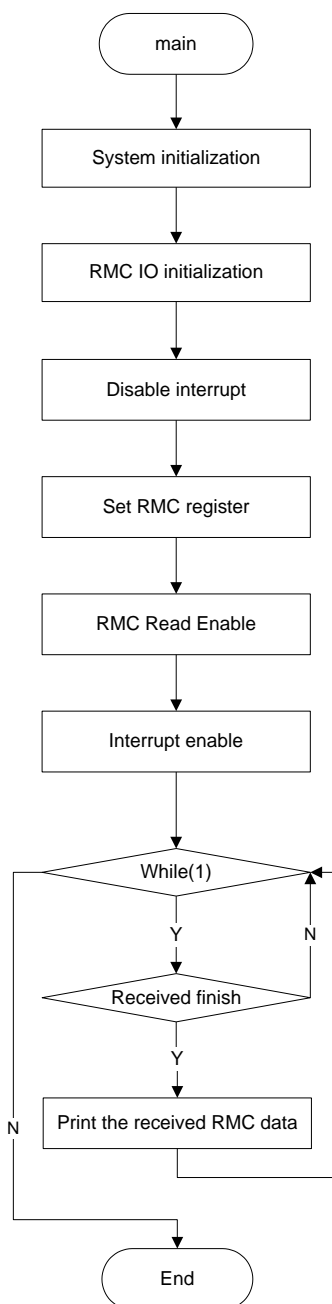 main
System initialization
RMC IO initialization
Disable interrupt
Set RMC register
RMC Read Enable
Interrupt enable
While(1)
Y
N
Received finish
Y
Print the received RMC data
N
End